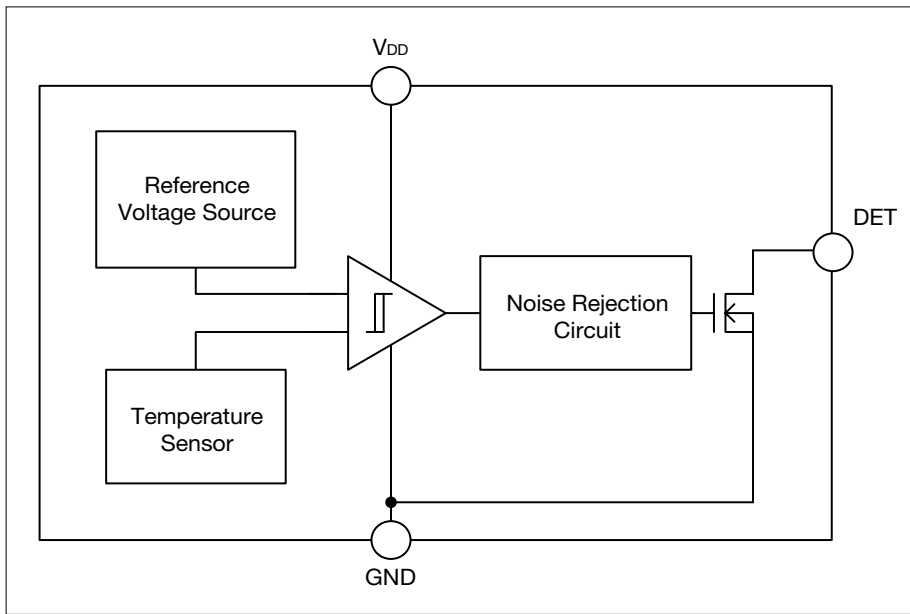 VDD
Reference
Voltage Source
DET
Noise Rejection
Circuit
Temperature
Sensor
GND